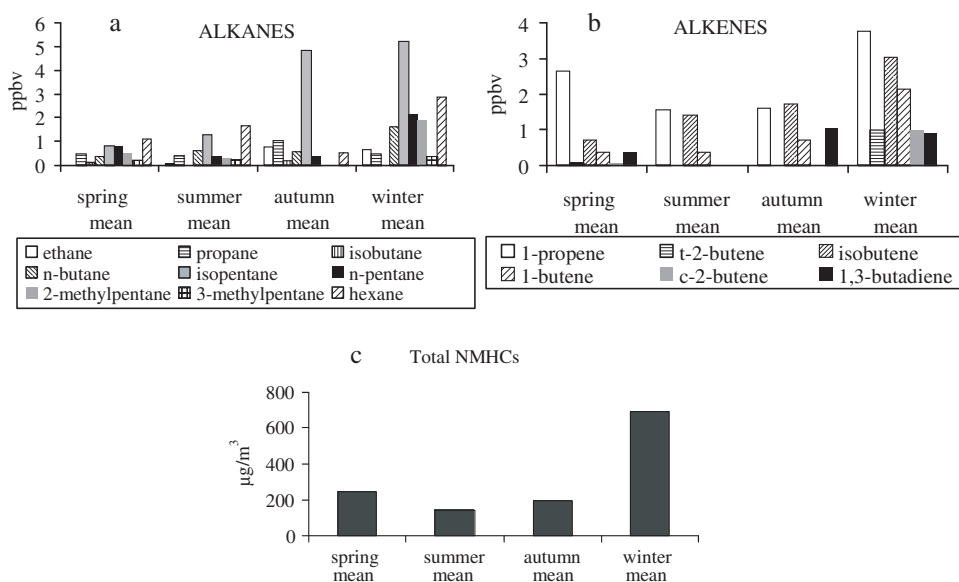 a
ALKANES
6
5
4
3
2
1
0
ppbv
spring mean
summer mean
autumn mean
winter mean
ethane propane isobutane
n-butane isopentane n-pentane
2-methylpentane 3-methylpentane hexane
b
ALKENES
4
3
2
1
0
ppbv
spring mean
summer mean
autumn mean
winter mean
1-propene t-2-butene isobutene
1-butene c-2-butene 1,3-butadiene
c
Total NMHCs
800
600
400
200
0
µg/m³
spring mean
summer mean
autumn mean
winter mean